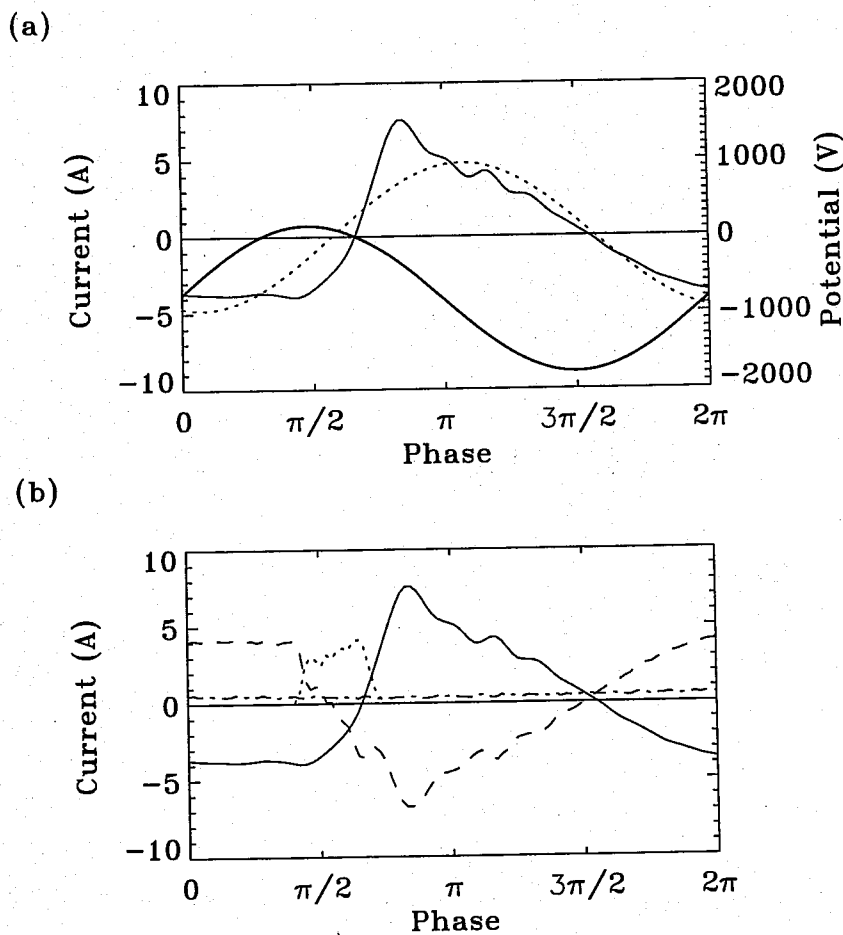 (a)
10
5
0
−5
−10
Current (A)
2000
1000
0
−1000
−2000
Potential (V)
0
π/2
π
3π/2
2π
Phase
(b)
10
5
0
−5
−10
Current (A)
0
π/2
π
3π/2
2π
Phase